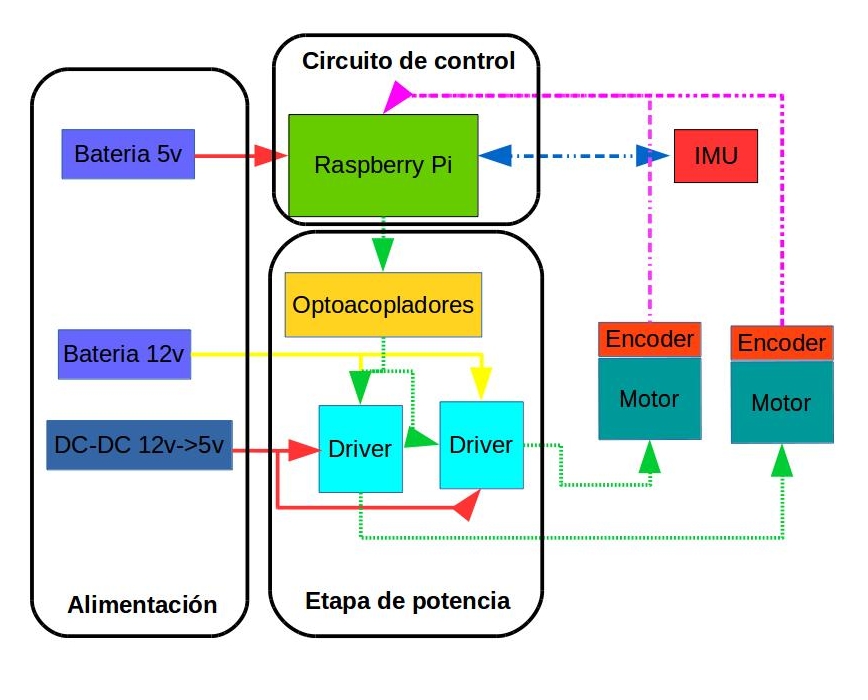 Circuito de control
Bateria 5v
Raspberry Pi
IMU
Optoacopladores
Bateria 12v
Encoder
Encoder
Motor
Motor
DC-DC 12v->5v
Driver
Driver
Alimentación
Etapa de potencia